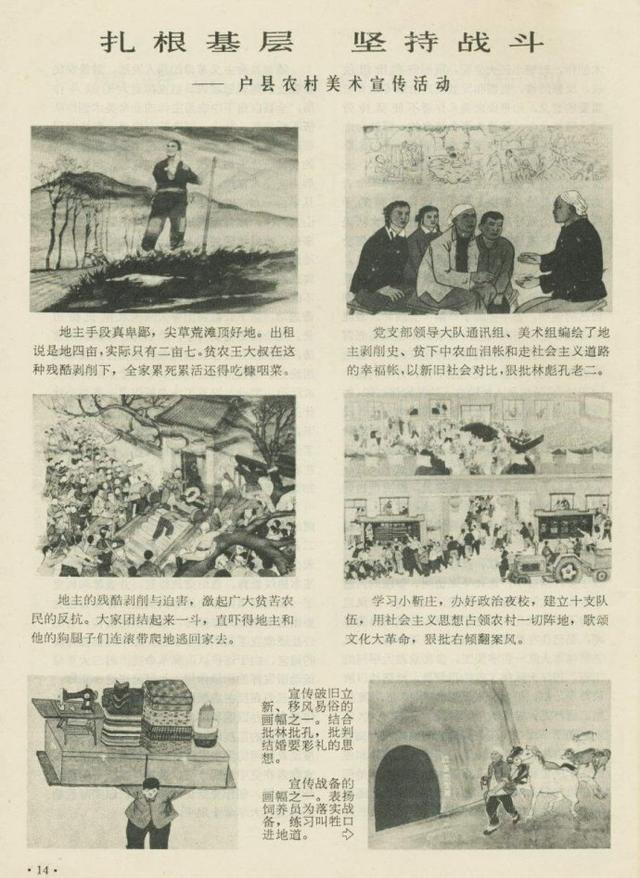 扎根基层 坚持战斗
——户县农村美术宣传活动
地主手段真卑鄙，尖草荒滩顶好地。出租
说是地四亩，实际只有二亩七。贫农王大叔在这
种残酷剥削下，全家累死累活还得吃糠咽菜。
党支部领导大队通讯组、美术组编绘了地
主剥削史、贫下中农血泪帐和走社会主义道路
的幸福帐，以新旧社会对比，狠批林彪孔老二。
地主的残酷剥削与迫害，激起广大贫苦农
民的反抗。大家团结起来一斗，直吓得地主和
他的狗腿子们连滚带爬地逃回家去。
学习小靳庄，办好政治夜校，建立十支队
伍，用社会主义思想占领农村一切阵地，歌颂
文化大革命，狠批右倾翻案风。
宣传破旧立
新、移风易俗的
画幅之一。结合
批林批孔，批判
结婚要彩礼的思
想。
宣传战备的
画幅之一。表扬
饲养员为落实战
备，练习叫牲口
进地道。
·14·